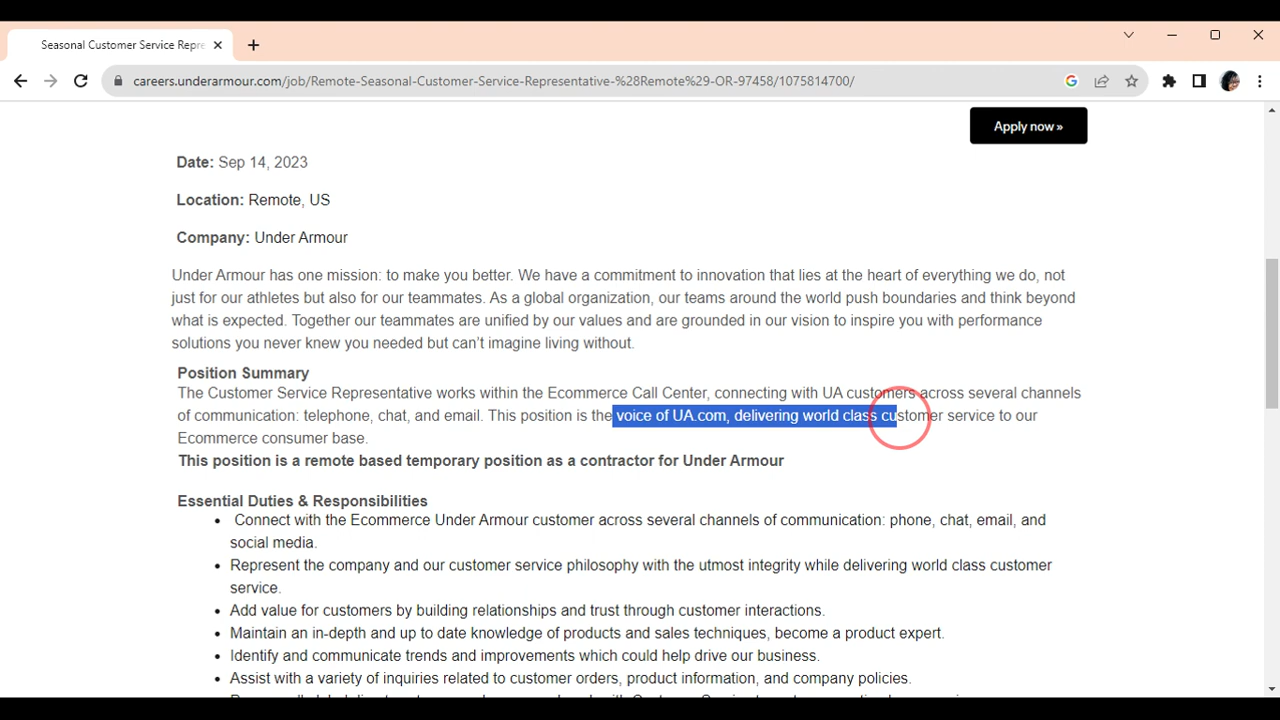 Seasonal Customer Service Repre
careers.underarmour.com/job/Remote-Seasonal-Customer-Service-Representative-%28Remote%29-OR-97458/1075814700/
Apply now »
Date: Sep 14, 2023
Location: Remote, US
Company: Under Armour
Under Armour has one mission: to make you better. We have a commitment to innovation that lies at the heart of everything we do, not
just for our athletes but also for our teammates. As a global organization, our teams around the world push boundaries and think beyond
what is expected. Together our teammates are unified by our values and are grounded in our vision to inspire you with performance
solutions you never knew you needed but can’t imagine living without.
Position Summary
The Customer Service Representative works within the Ecommerce Call Center, connecting with UA customers across several channels
of communication: telephone, chat, and email. This position is the voice of UA.com, delivering world class customer service to our
Ecommerce consumer base.
This position is a remote based temporary position as a contractor for Under Armour
Essential Duties & Responsibilities
• Connect with the Ecommerce Under Armour customer across several channels of communication: phone, chat, email, and
social media.
• Represent the company and our customer service philosophy with the utmost integrity while delivering world class customer
service.
• Add value for customers by building relationships and trust through customer interactions.
• Maintain an in-depth and up to date knowledge of products and sales techniques, become a product expert.
• Identify and communicate trends and improvements which could help drive our business.
• Assist with a variety of inquiries related to customer orders, product information, and company policies.